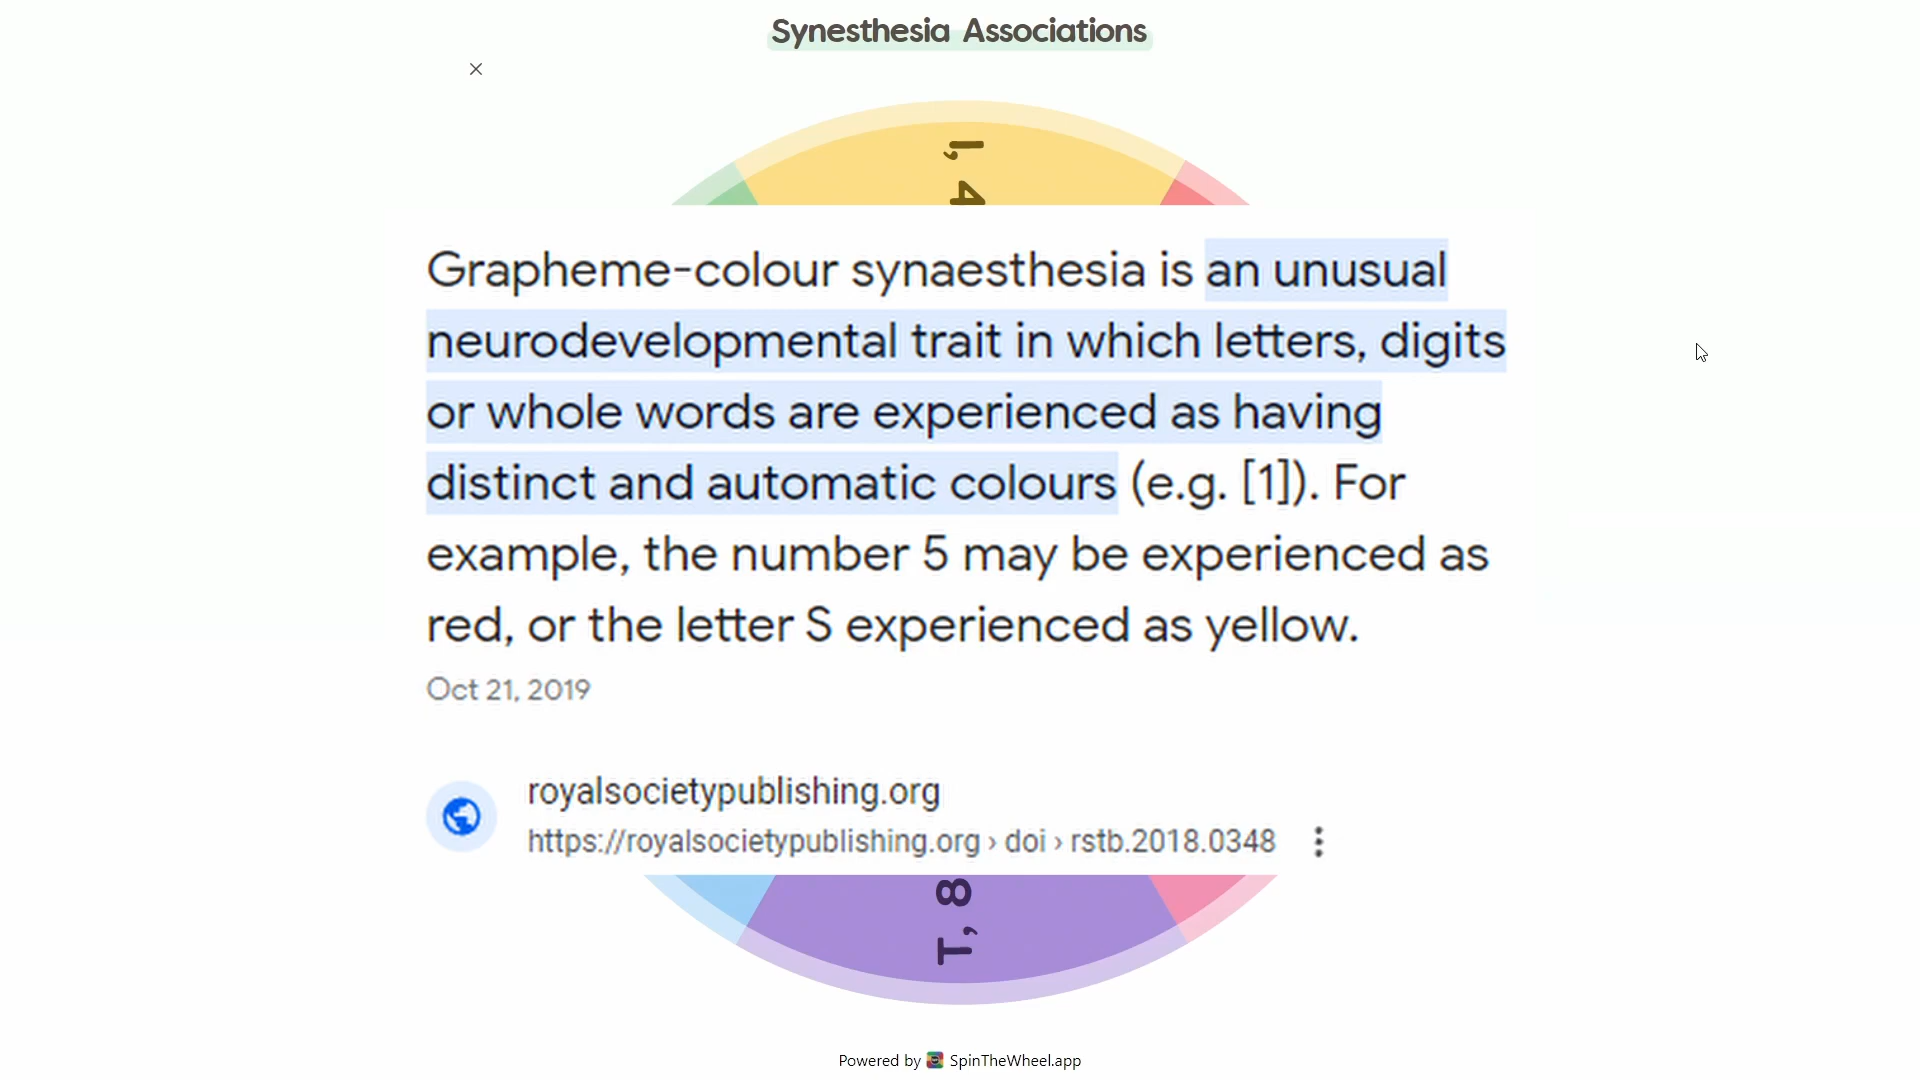 Synesthesia Associations
I, 4
Grapheme-colour synaesthesia is an unusual
neurodevelopmental trait in which letters, digits
or whole words are experienced as having
distinct and automatic colours (e.g. [1]). For
example, the number 5 may be experienced as
red, or the letter S experienced as yellow.
Oct 21, 2019
royalsocietypublishing.org
https://royalsocietypublishing.org › doi › rstb.2018.0348
T, 8
Powered by SpinTheWheel.app